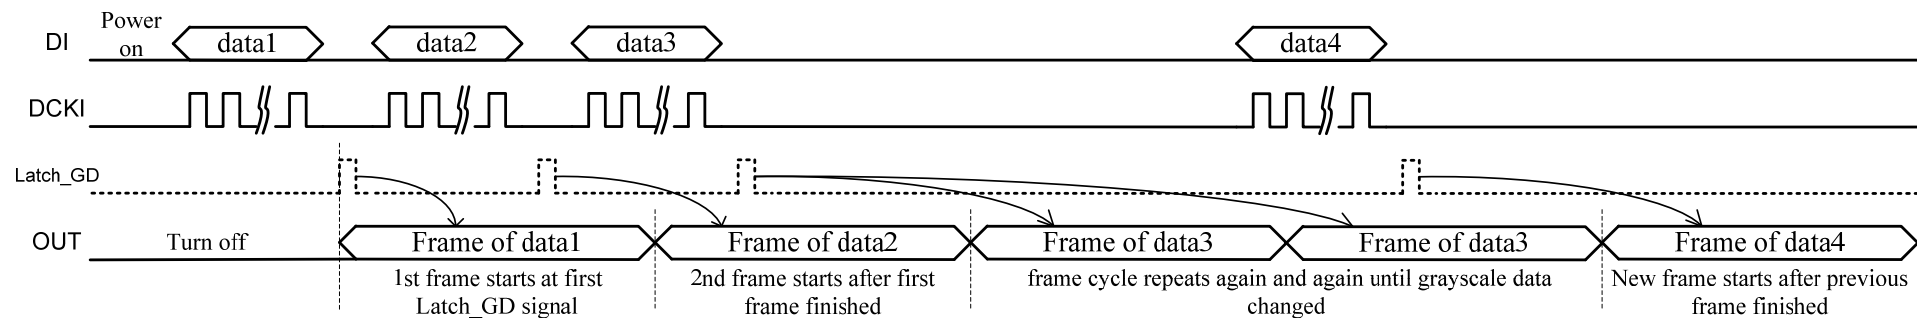 Power
on
DI
data1
data2
data3
data4
DCKI
Latch_GD
OUT
Turn off
Frame of data1
Frame of data2
Frame of data3
Frame of data3
Frame of data4
1st frame starts at first
Latch_GD signal
2nd frame starts after first
frame finished
frame cycle repeats again and again until grayscale data
changed
New frame starts after previous
frame finished